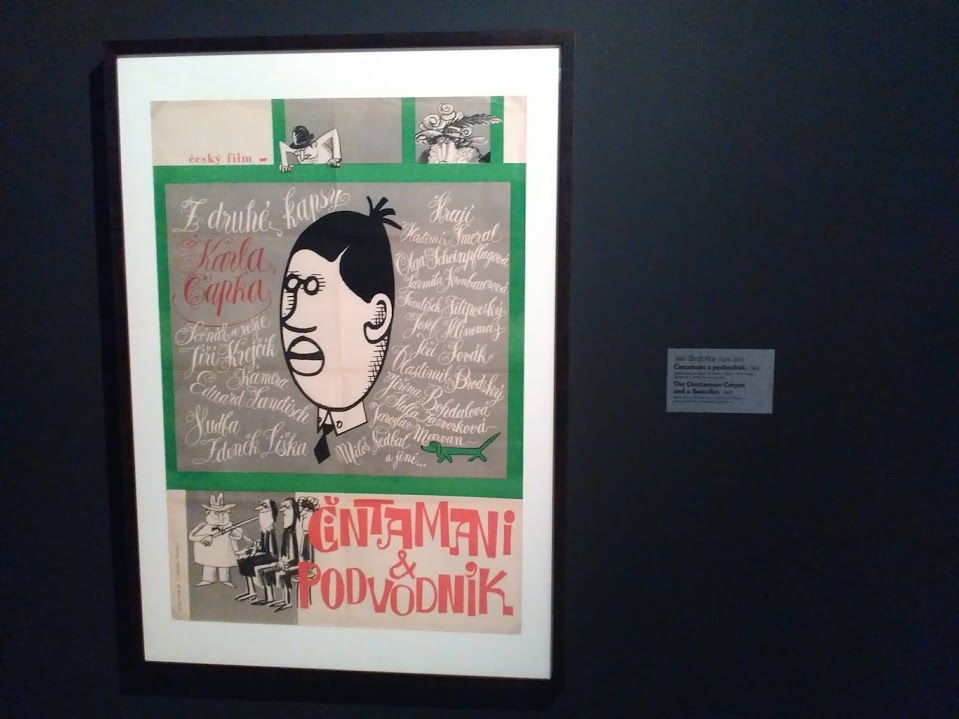 český film -
Z druhé kapsy
Karla
Čapka
Scénář a režie
Jiří Krejčík
Kamera
Eduard Landisch
Hudba
Zdeněk Liška
Hrají
Vladimír Šmeral
Olga Scheinpflugová
Jarmila Kronbauerová
František Filipovský
Josef Hlinomaz
Jiří Sovák
Vlastimil Brodský
Jiřina Bohdalová
Stella Zázvorková
Jaroslav Marvan
Miloš Nedbal
a jiní...
ČINTAMANI
&
PODVODNÍK
Jan Brychta
Čintamani a podvodník
The Chintamani Carpet
and a Swindler